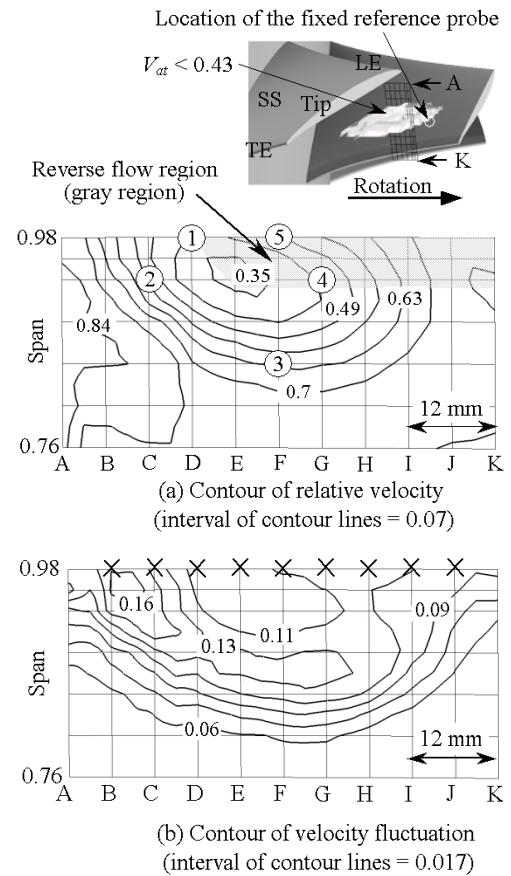 Location of the fixed reference probe
Vat < 0.43
LE
A
SS
Tip
TE
K
Reverse flow region
(gray region)
Rotation
0.98
1
5
2
0.35
4
0.49
0.63
0.84
3
0.7
Span
12 mm
0.76
A B C D E F G H I J K
(a) Contour of relative velocity
(interval of contour lines = 0.07)
0.98
0.16
0.09
0.13
0.11
Span
0.06
12 mm
0.76
A B C D E F G H I J K
(b) Contour of velocity fluctuation
(interval of contour lines = 0.017)